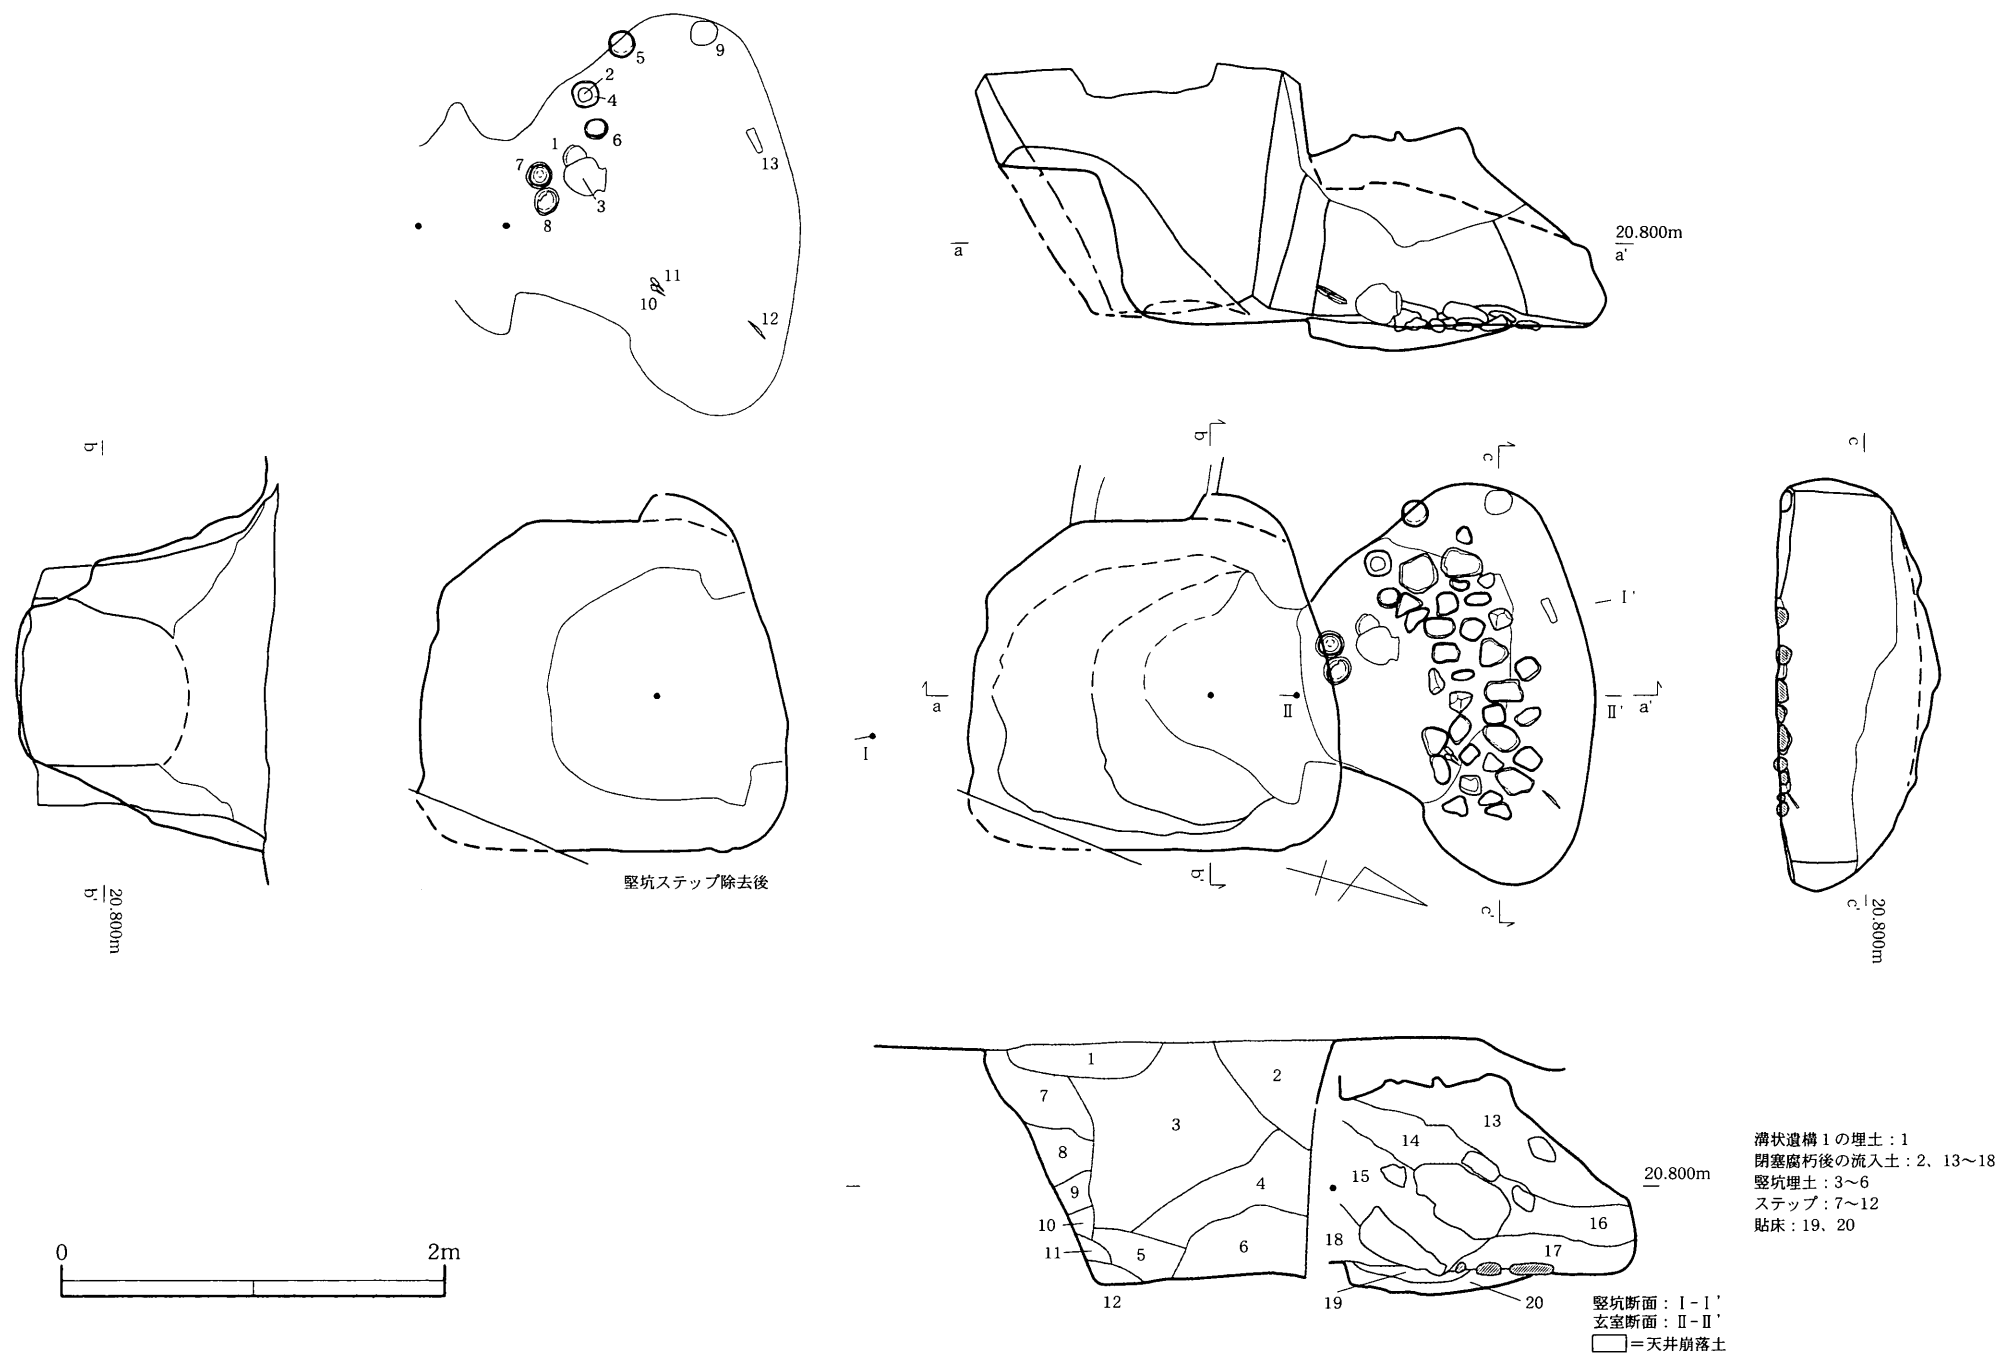 5
9
2
4
6
1
7
3
8
13
11
10
12
a
20.800m
a'
b
b'
20.800m
竪坑ステップ除去後
b
c
I'
I
a
II
II'
a'
b'
c'
c
c'
20.800m
1
2
7
3
8
9
4
10
11
5
6
12
13
14
15
16
17
18
19
20
20.800m
0
2m
溝状遺構1の埋土:1
閉塞腐朽後の流入土:2、13~18
竪坑埋土:3~6
ステップ:7~12
貼床:19、20
竪坑断面:I-I'
玄室断面:II-II'
=天井崩落土